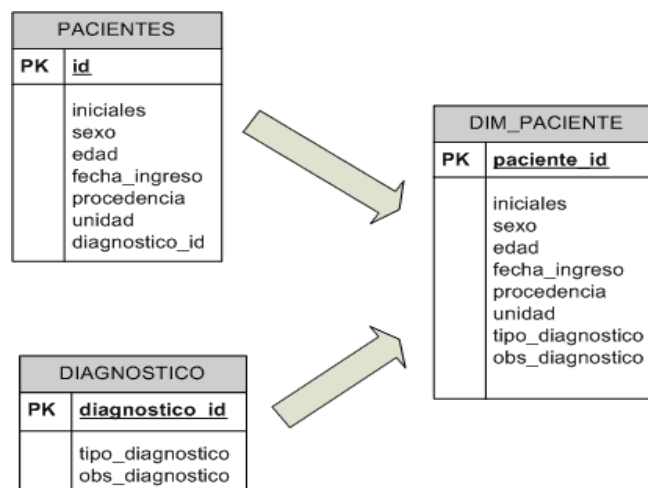 PACIENTES
PK id
iniciales
sexo
edad
fecha_ingreso
procedencia
unidad
diagnostico_id
DIAGNOSTICO
PK diagnostico_id
tipo_diagnostico
obs_diagnostico
DIM_PACIENTE
PK paciente_id
iniciales
sexo
edad
fecha_ingreso
procedencia
unidad
tipo_diagnostico
obs_diagnostico